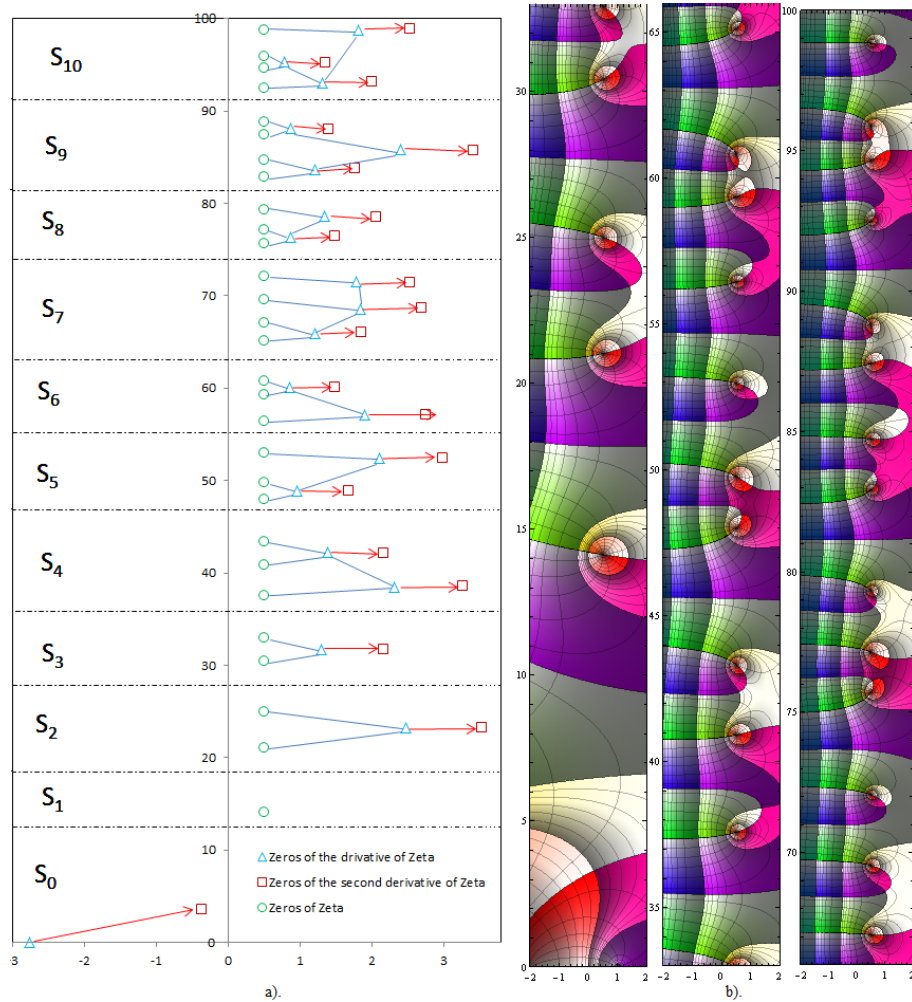 100
S10
90
S9
80
S8
S7
70
S6
60
S5
50
S4
40
S3
30
S2
20
S1
10
S0
0
Zeros of the drivative of Zeta
Zeros of the second derivative of Zeta
Zeros of Zeta
-3 -2 -1 0 1 2 3
a).
30
25
20
15
10
5
0
-2 -1 0 1 2
65
60
55
50
45
41
35
-2 -1 0 1 2
100
95
90
85
80
75
70
-2 -1 0 1 2
b).